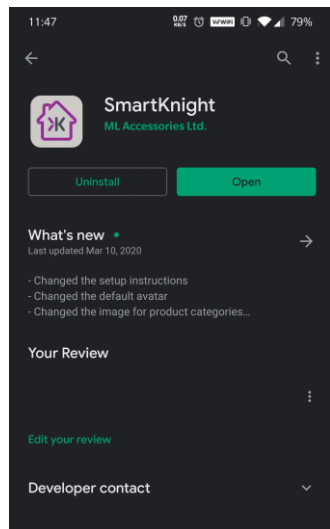 11:47 0.07 KB/S VoWiFi 79%
SmartKnight
ML Accessories Ltd.
Uninstall Open
What's new
Last updated Mar 10, 2020
- Changed the setup instructions
- Changed the default avatar
- Changed the image for product categories...
Your Review
Edit your review
Developer contact